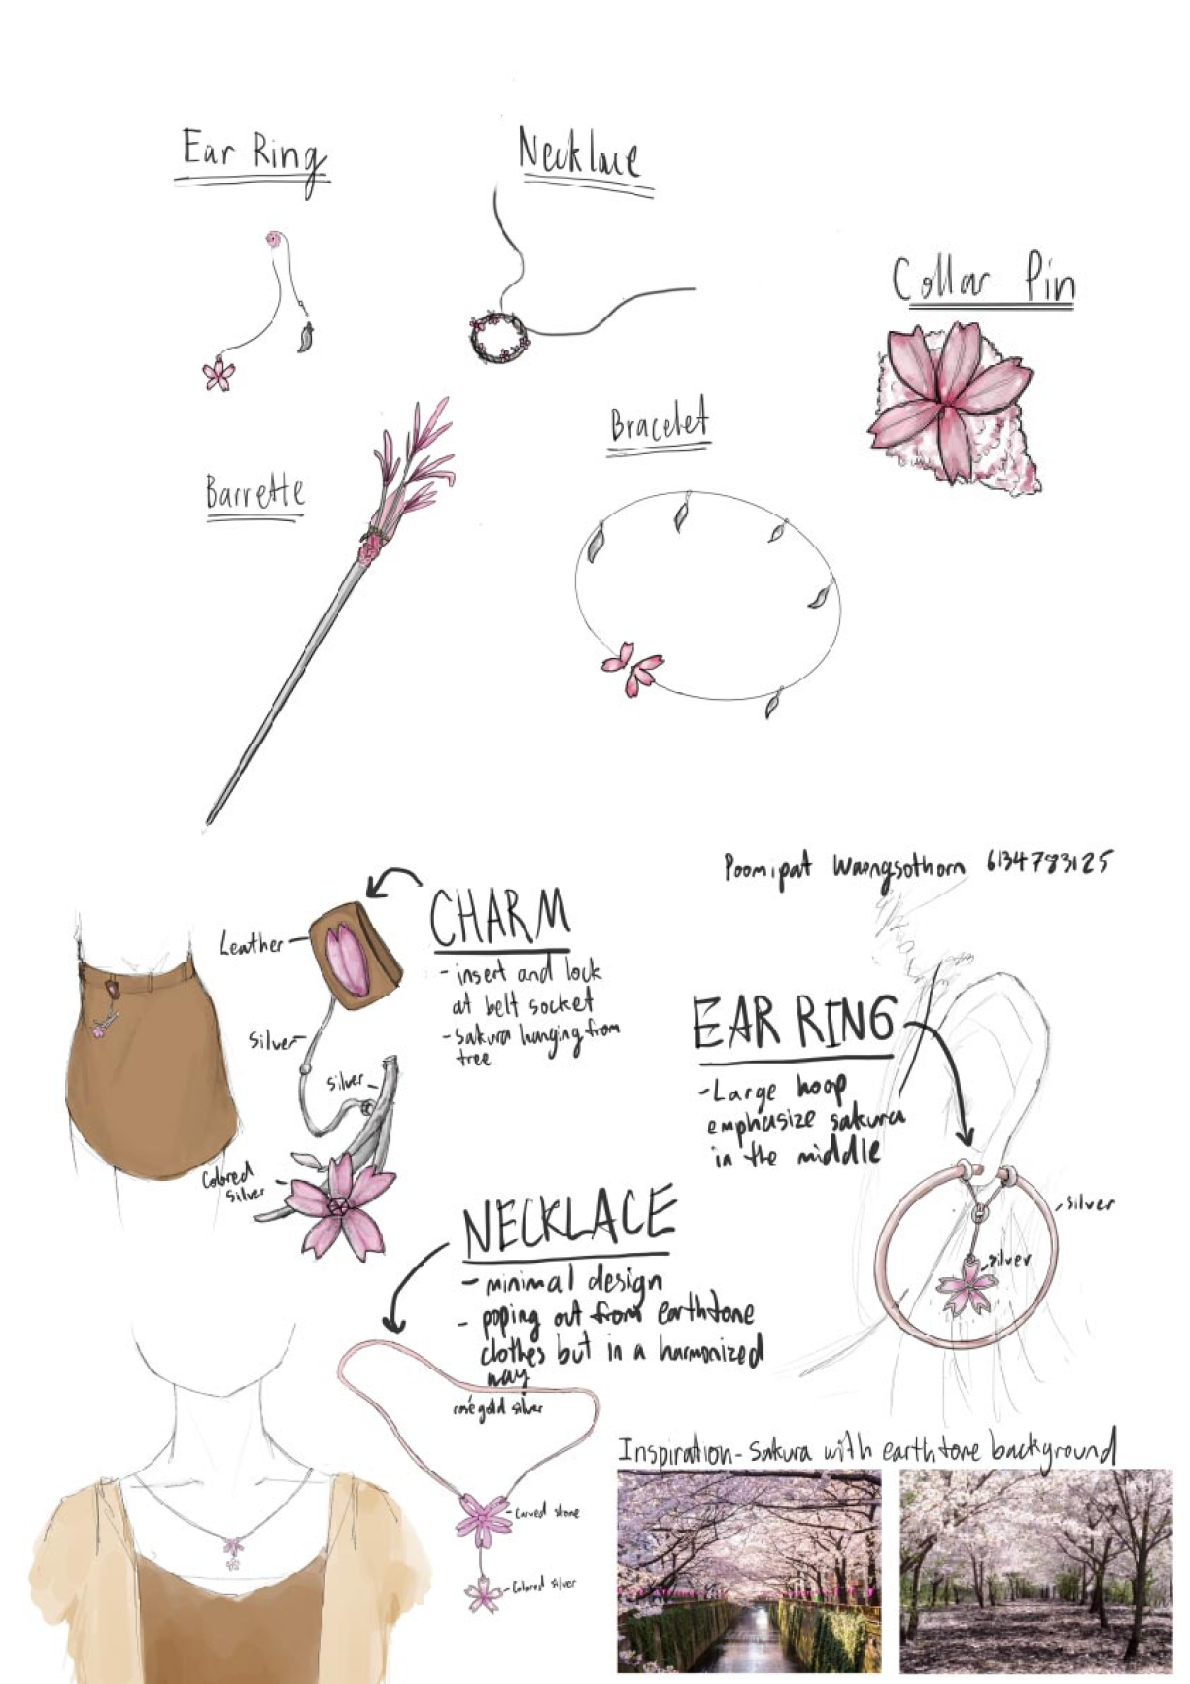 Ear Ring
Necklace
Collar Pin
Bracelet
Barrette
Poomipat Waengsothorn 6134783125
CHARM
- insert and lock
at belt socket
- sakura hanging from
tree
Leather
Silver
Silver
Colored
silver
EAR RING
- Large hoop
emphasize sakura
in the middle
silver
silver
NECKLACE
- minimal design
- poping out from earthtone
clothes but in a harmonized
way
rosé gold silver
Carved stone
Colored silver
Inspiration - Sakura with earthtone background